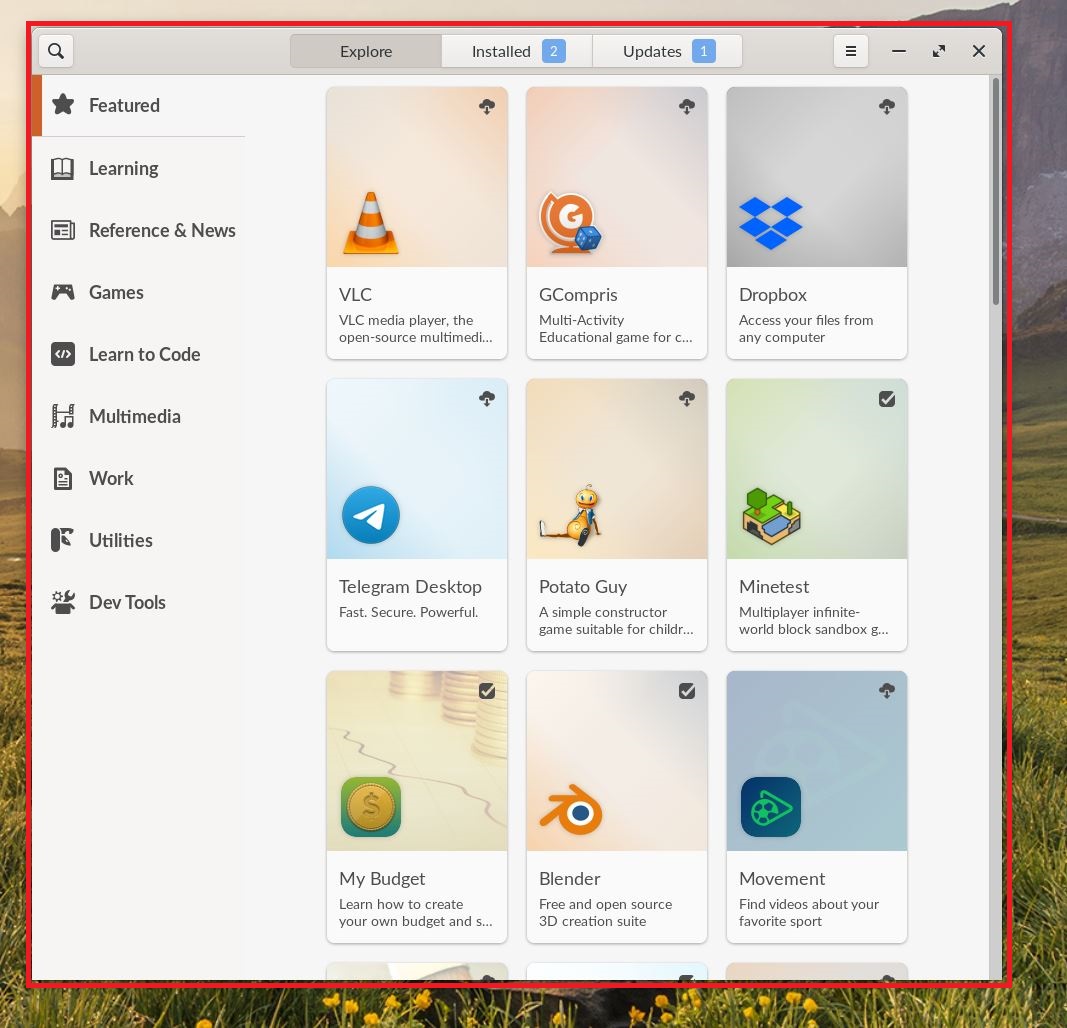 Explore
Installed 2
Updates 1
Featured
Learning
Reference & News
Games
Learn to Code
Multimedia
Work
Utilities
Dev Tools
VLC
VLC media player, the
open-source multimedi...
GCompris
Multi-Activity
Educational game for c...
Dropbox
Access your files from
any computer
Telegram Desktop
Fast. Secure. Powerful.
Potato Guy
A simple constructor
game suitable for childr...
Minetest
Multiplayer infinite-
world block sandbox g...
My Budget
Learn how to create
your own budget and s...
Blender
Free and open source
3D creation suite
Movement
Find videos about your
favorite sport